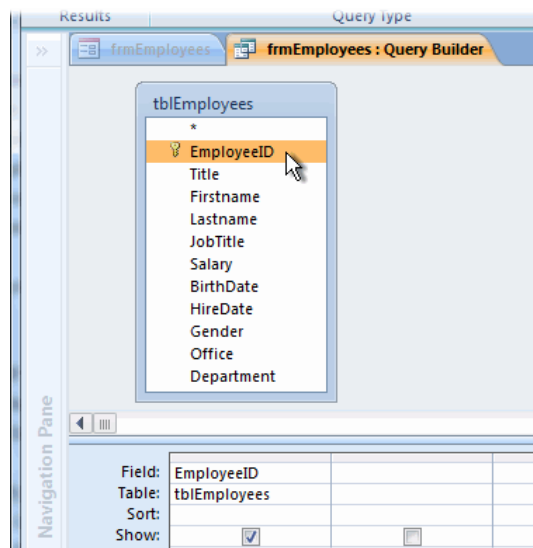 Results
Query Type
frmEmployees
frmEmployees : Query Builder
tblEmployees
*
EmployeeID
Title
Firstname
Lastname
JobTitle
Salary
BirthDate
HireDate
Gender
Office
Department
Navigation Pane
Field: EmployeeID
Table: tblEmployees
Sort:
Show: